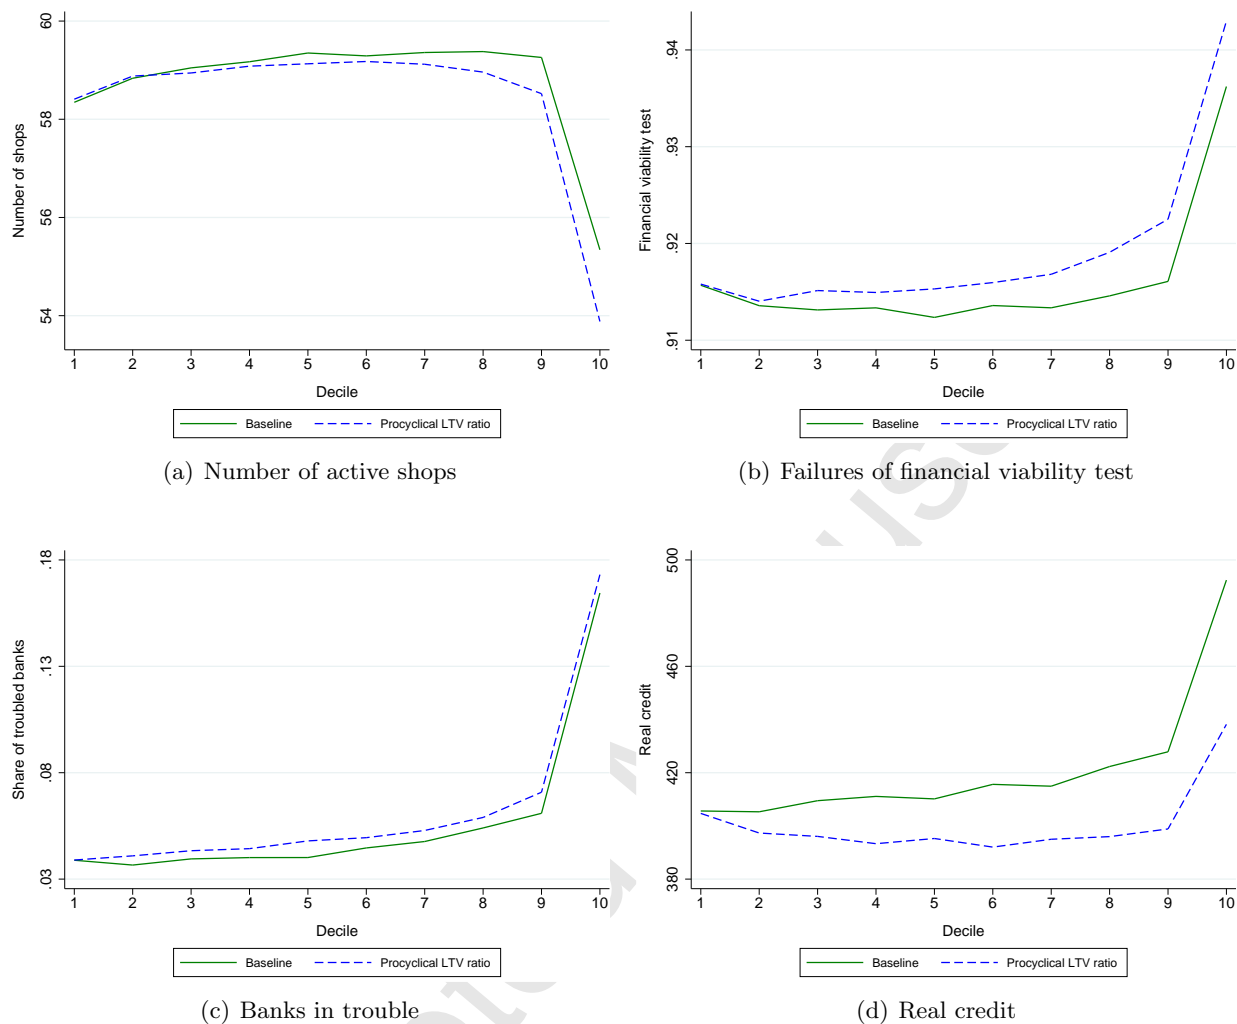 60
58
56
54
Number of shops
1 2 3 4 5 6 7 8 9 10
Decile
Baseline Procyclical LTV ratio
(a) Number of active shops
.94
.93
.92
.91
Financial viability test
1 2 3 4 5 6 7 8 9 10
Decile
Baseline Procyclical LTV ratio
(b) Failures of financial viability test
.18
.13
.08
.03
Share of troubled banks
1 2 3 4 5 6 7 8 9 10
Decile
Baseline Procyclical LTV ratio
(c) Banks in trouble
500
460
420
380
Real credit
1 2 3 4 5 6 7 8 9 10
Decile
Baseline Procyclical LTV ratio
(d) Real credit